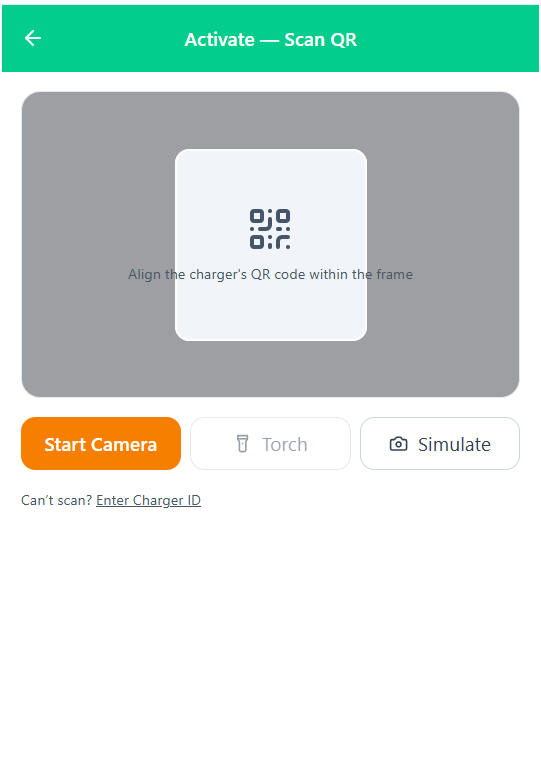 Activate — Scan QR
Align the charger's QR code within the frame
Start Camera
Torch
Simulate
Can’t scan? Enter Charger ID